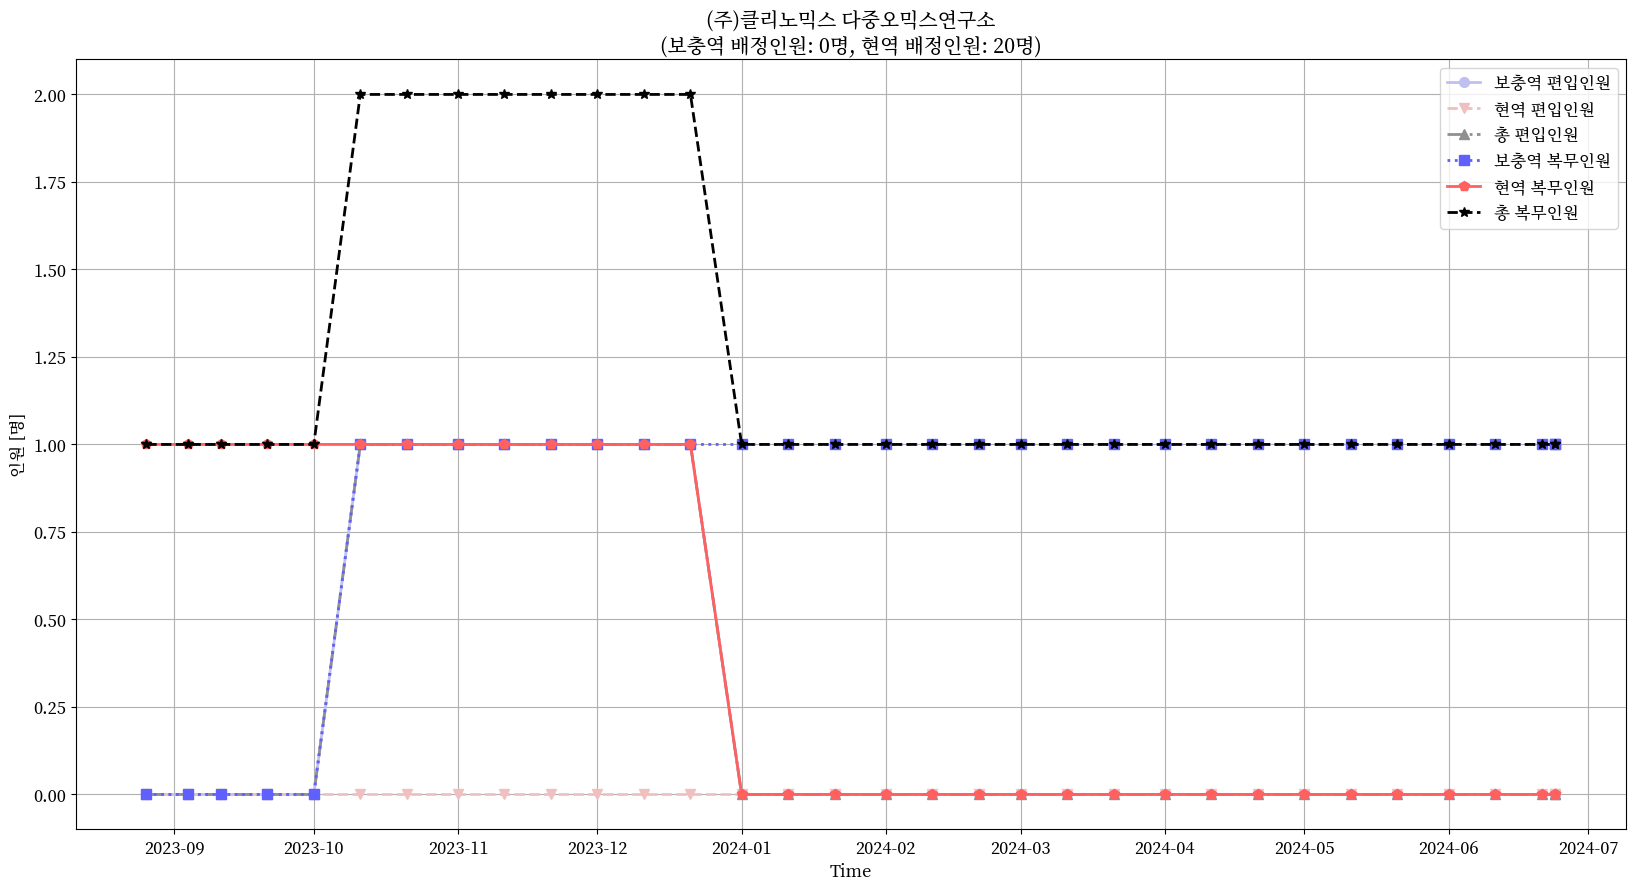 (주)클리노믹스 다중오믹스연구소
(보충역 배정인원: 0명, 현역 배정인원: 20명)
보충역 편입인원
현역 편입인원
총 편입인원
보충역 복무인원
현역 복무인원
총 복무인원
인원 [명]
2.00
1.75
1.50
1.25
1.00
0.75
0.50
0.25
0.00
2023-09
2023-10
2023-11
2023-12
2024-01
2024-02
2024-03
2024-04
2024-05
2024-06
2024-07
Time